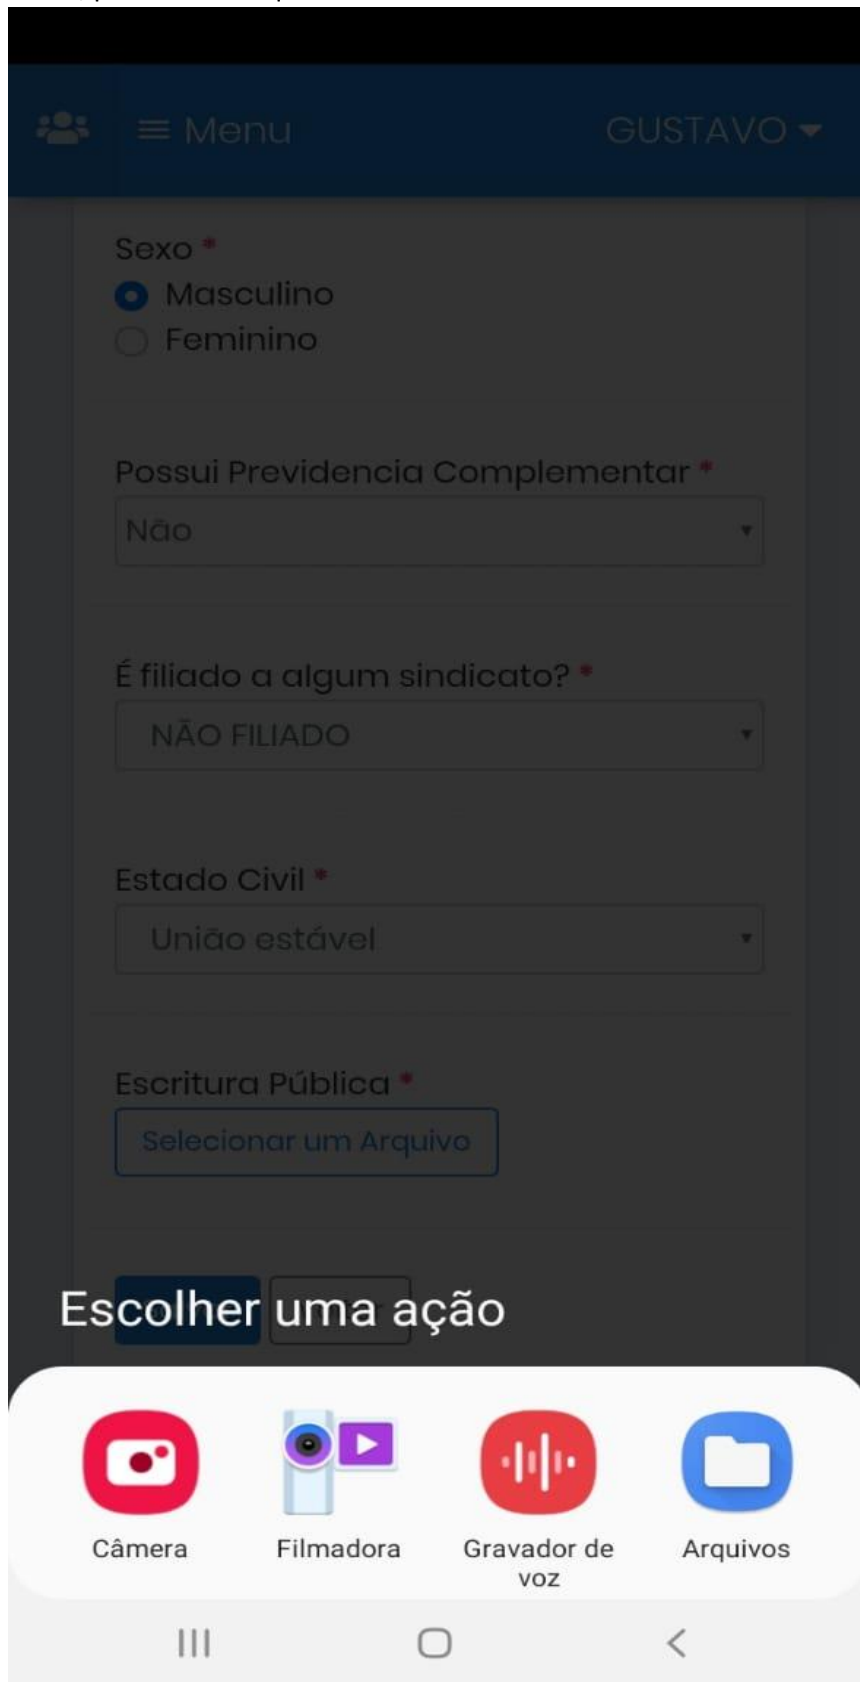 Menu
GUSTAVO
Sexo *
Masculino
Feminino
Possui Previdencia Complementar *
Não
É filiado a algum sindicato? *
NÃO FILIADO
Estado Civil *
União estável
Escritura Pública *
Selecionar um Arquivo
Escolher uma ação
Câmera
Filmadora
Gravador de
voz
Arquivos